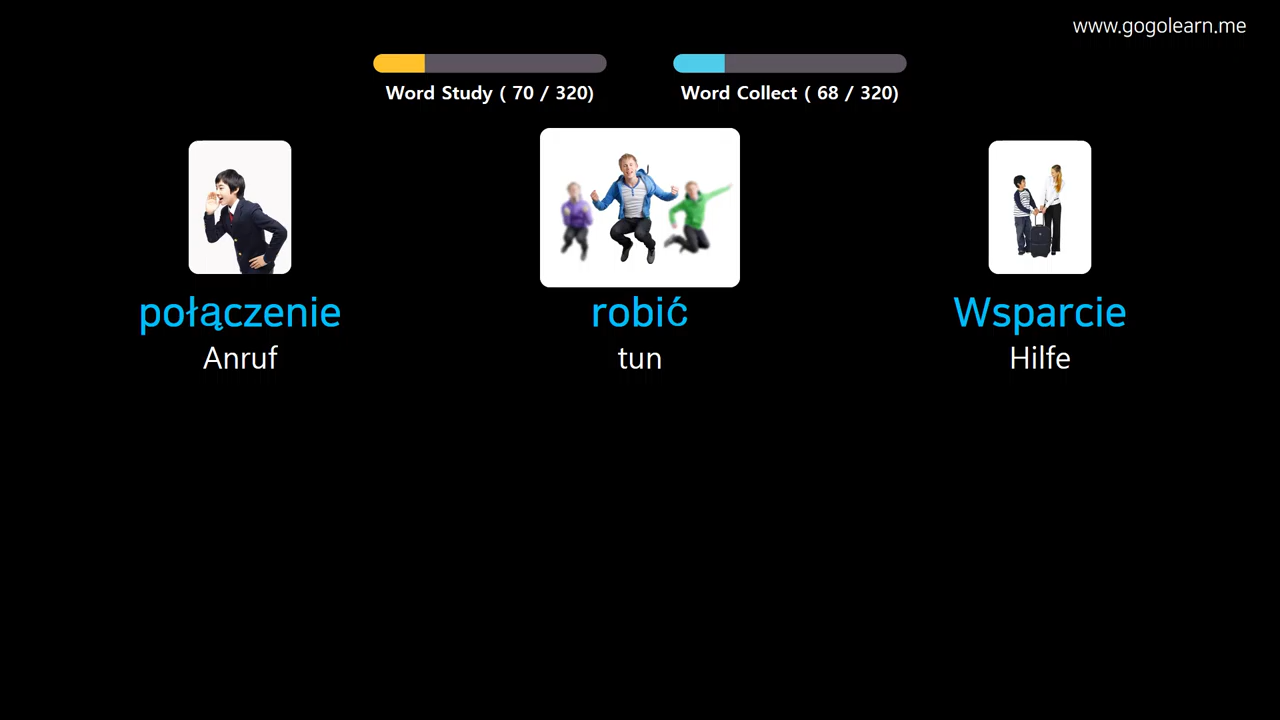 www.gogolearn.me
Word Study ( 70 / 320)
Word Collect ( 68 / 320)
połączenie
Anruf
robić
tun
Wsparcie
Hilfe